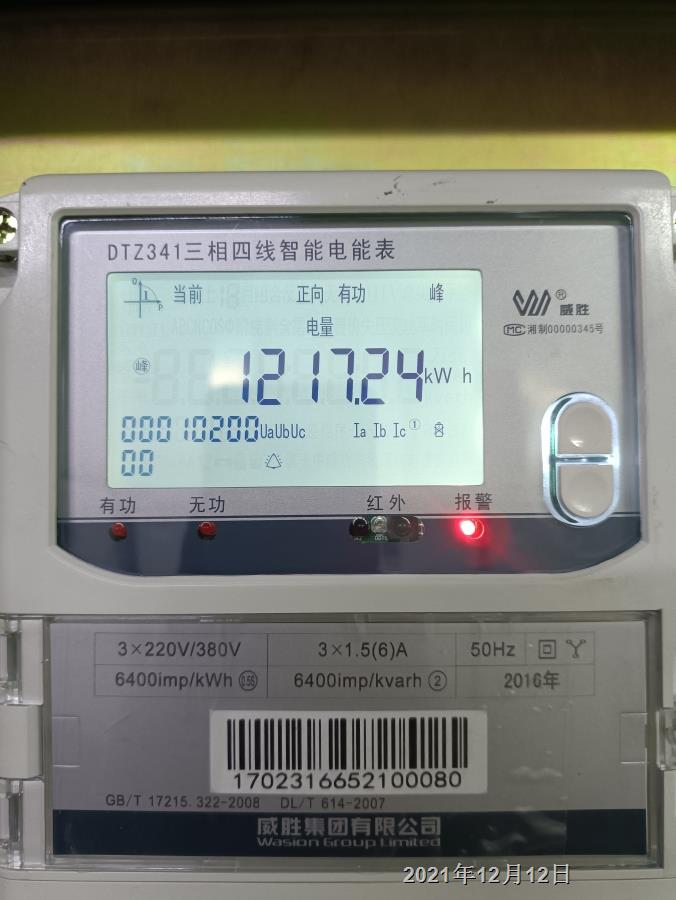 DTZ341三相四线智能电能表
当前 正向 有功 峰
电量
威胜®
MC 湘制00000345号
峰 1217.24 kWh
00010200 UaUbUc Ia Ib Ic ①
00
有功 无功 红外 报警
3×220V/380V 3×1.5(6)A 50Hz
6400imp/kWh 0.5S 6400imp/kvarh ② 2016年
1702316652100080
GB/T 17215.322-2008 DL/T 614-2007
威胜集团有限公司
Wasion Group Limited
2021年12月12日